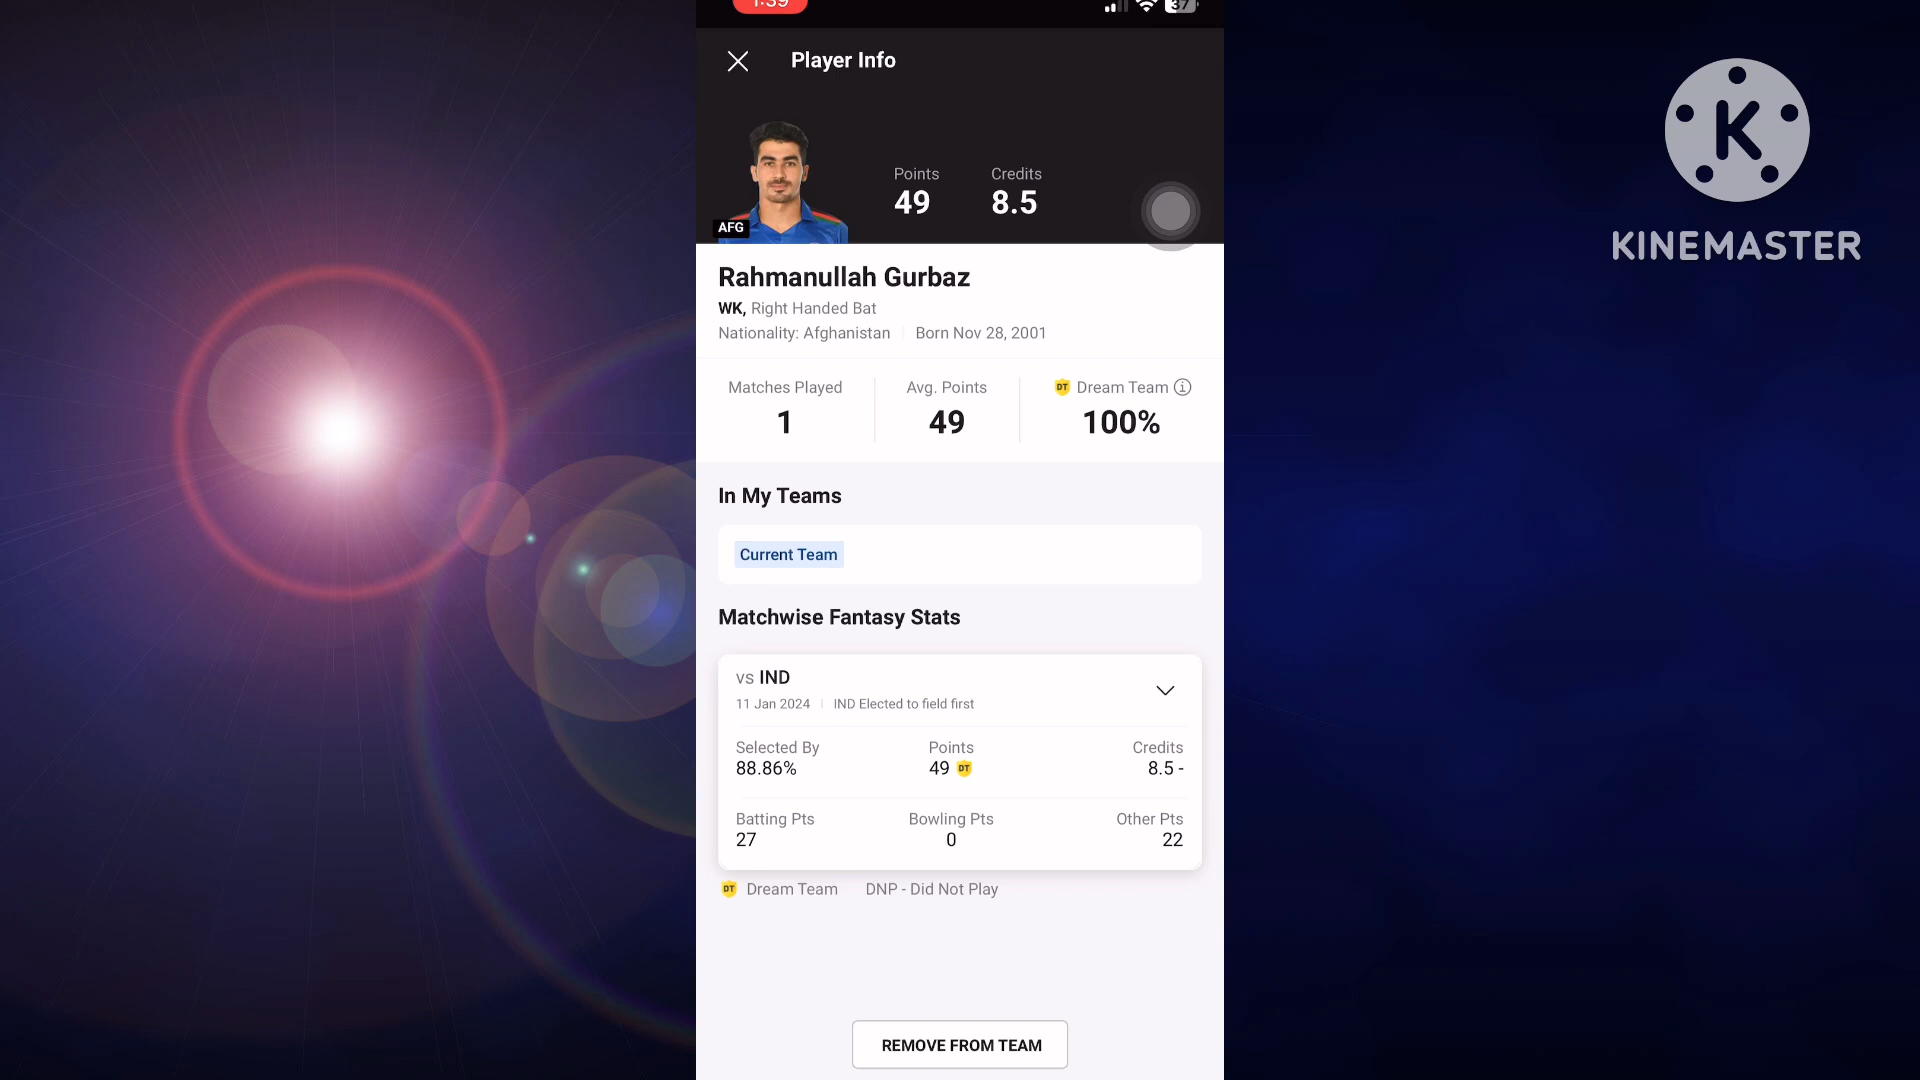 1:39
37
Player Info
Points
Credits
49
8.5
AFG
K
KINEMASTER
Rahmanullah Gurbaz
WK, Right Handed Bat
Nationality: Afghanistan
Born Nov 28, 2001
Matches Played
Avg. Points
DT Dream Team
1
49
100%
In My Teams
Current Team
Matchwise Fantasy Stats
vs IND
11 Jan 2024
IND Elected to field first
Selected By
Points
Credits
88.86%
49 DT
8.5 -
Batting Pts
Bowling Pts
Other Pts
27
0
22
DT Dream Team
DNP - Did Not Play
REMOVE FROM TEAM